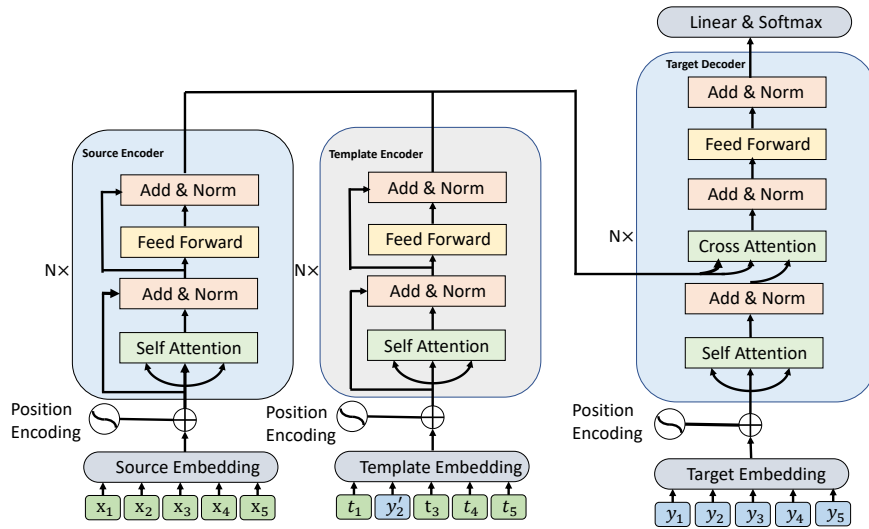 Linear & Softmax
Target Decoder
Add & Norm
Feed Forward
Add & Norm
Cross Attention
Add & Norm
Self Attention
N×
Position
Encoding
Target Embedding
y₁ y₂ y₃ y₄ y₅
Source Encoder
Add & Norm
Feed Forward
Add & Norm
Self Attention
N×
Position
Encoding
Source Embedding
x₁ x₂ x₃ x₄ x₅
Template Encoder
Add & Norm
Feed Forward
Add & Norm
Self Attention
N×
Position
Encoding
Template Embedding
t₁ y₂′ t₃ t₄ t₅